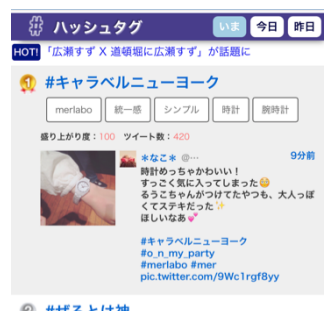 # ハッシュタグ いま 今日 昨日
HOT! 「広瀬すず X 道頓堀に広瀬すず」が話題に
#キャラベルニューヨーク
merlabo 統一感 シンプル 時計 腕時計
盛り上がり度：100 ツイート数：420
＊なこ＊ @… 9分前
時計めっちゃかわいい！
すっごく気に入ってしまった
るうこちゃんがつけてたやつも、大人っぽ
くてステキだった✨
ほしいなあ💕
#キャラベルニューヨーク
#o_n_my_party
#merlabo #mer
pic.twitter.com/9Wc1rgf8yy